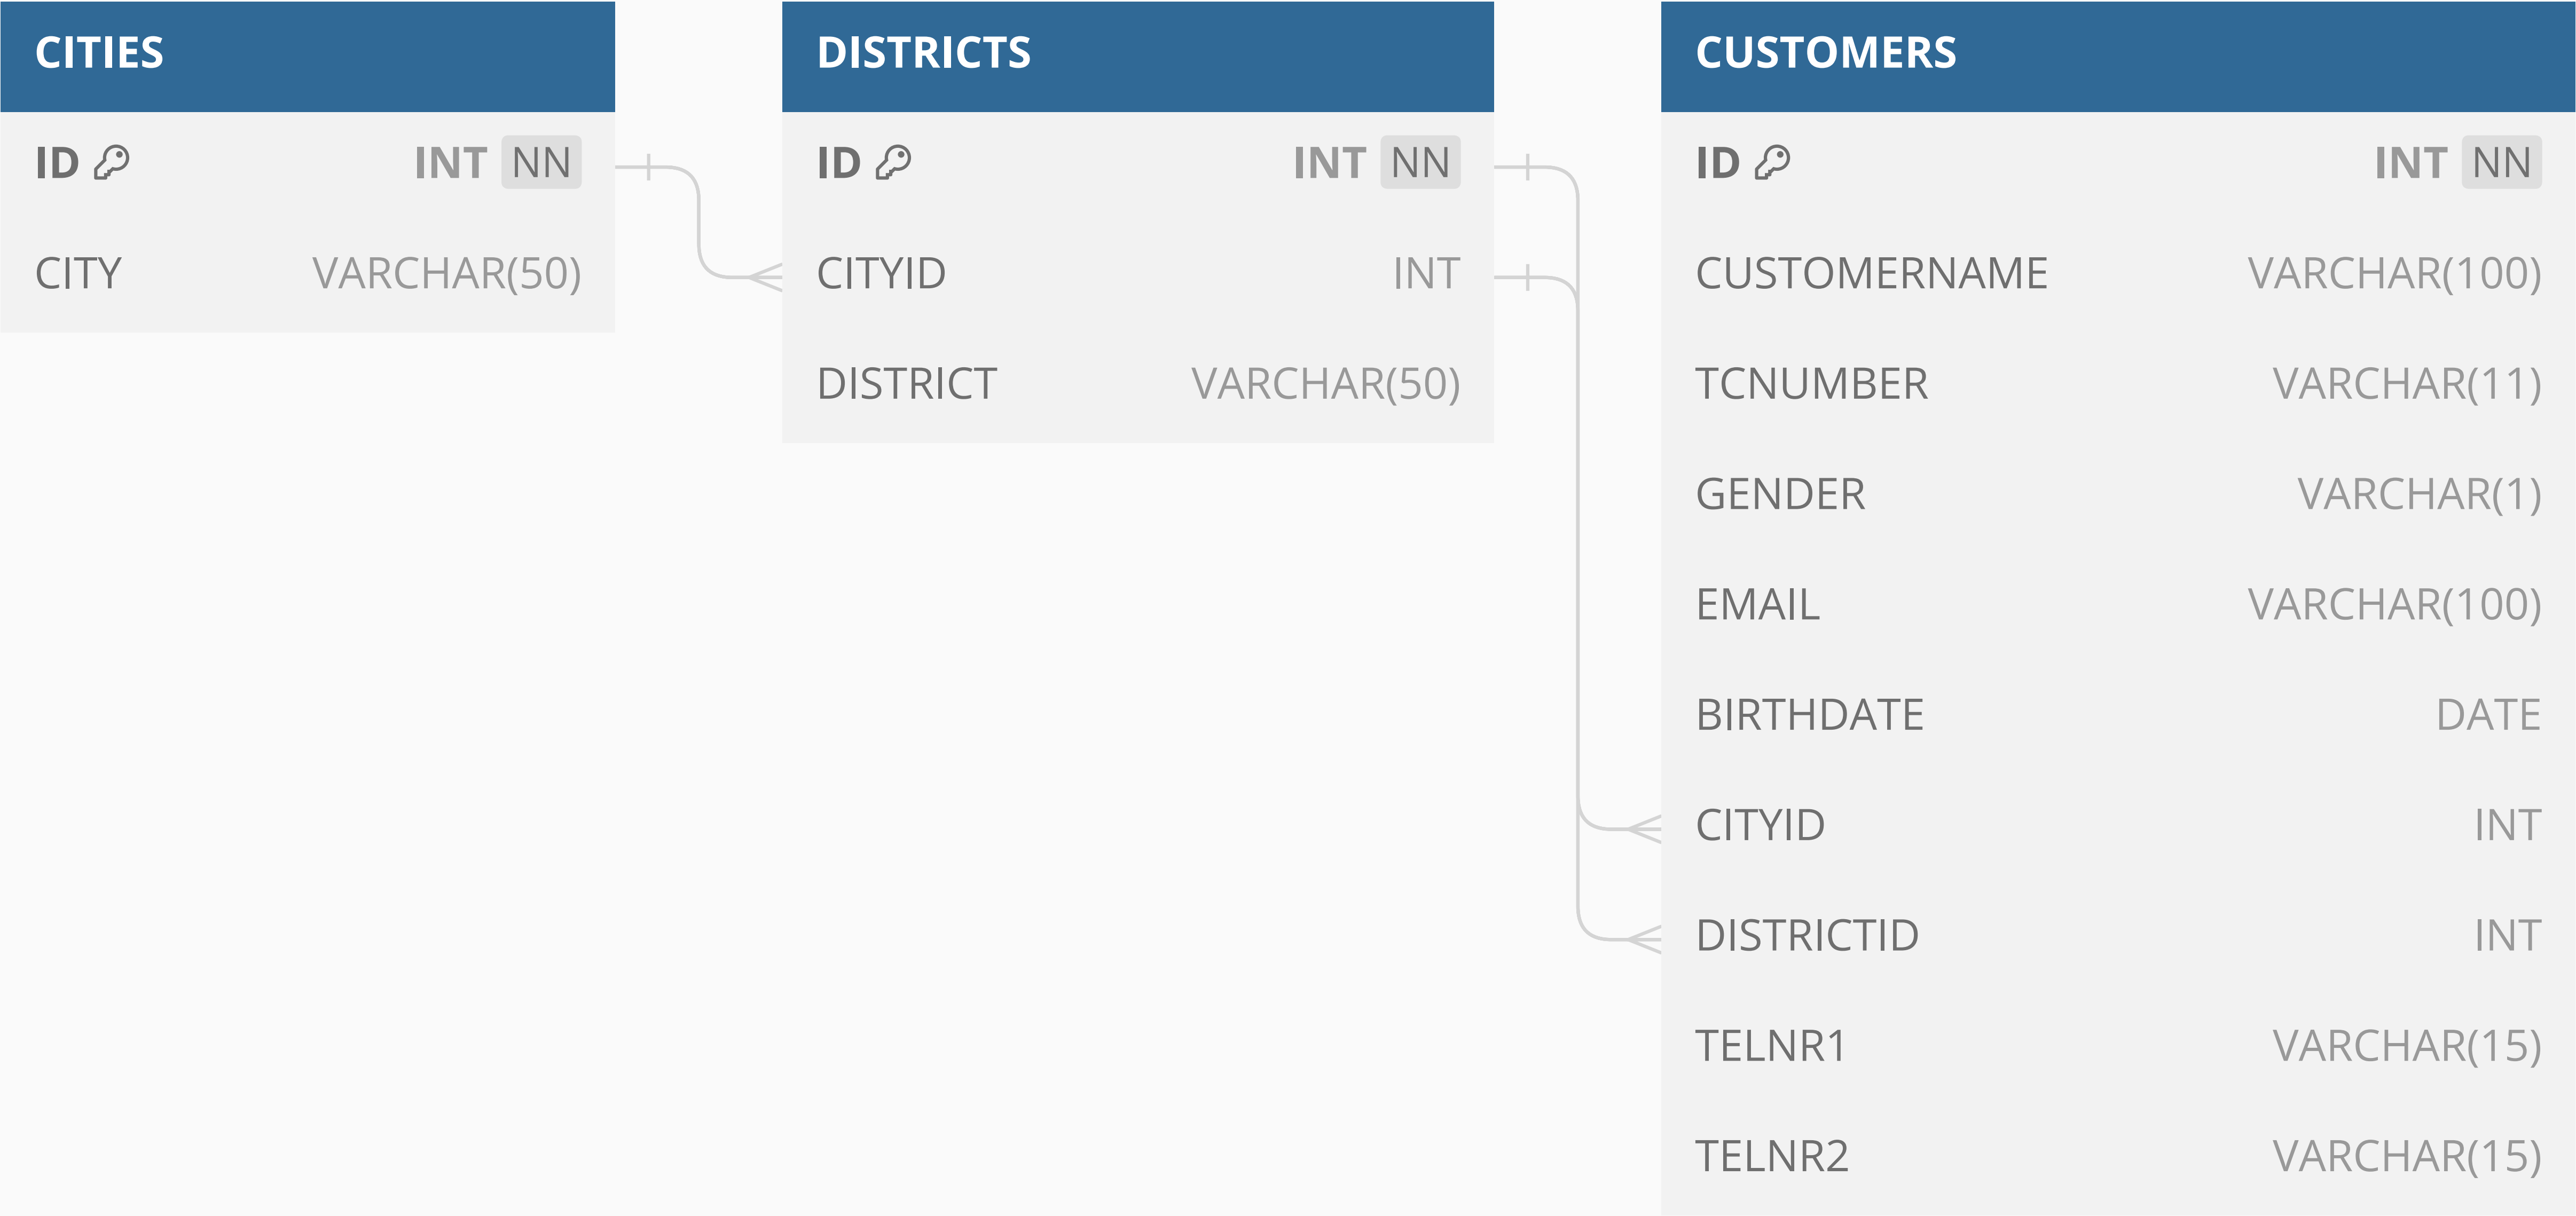 CITIES
ID INT NN
CITY VARCHAR(50)
DISTRICTS
ID INT NN
CITYID INT
DISTRICT VARCHAR(50)
CUSTOMERS
ID INT NN
CUSTOMERNAME VARCHAR(100)
TCNUMBER VARCHAR(11)
GENDER VARCHAR(1)
EMAIL VARCHAR(100)
BIRTHDATE DATE
CITYID INT
DISTRICTID INT
TELNR1 VARCHAR(15)
TELNR2 VARCHAR(15)